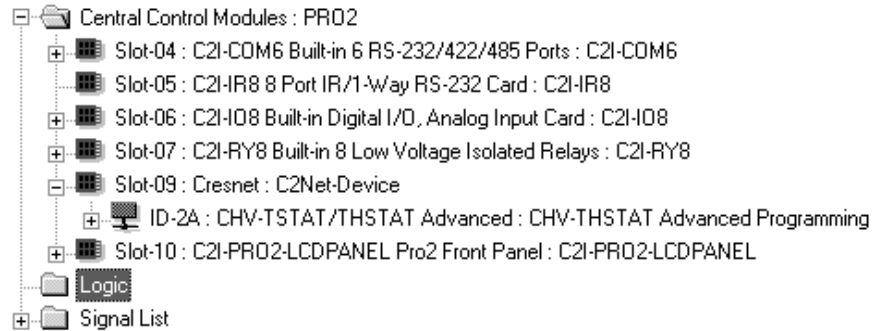 Central Control Modules : PRO2
Slot-04 : C2I-COM6 Built-in 6 RS-232/422/485 Ports : C2I-COM6
Slot-05 : C2I-IR8 8 Port IR/1-Way RS-232 Card : C2I-IR8
Slot-06 : C2I-IO8 Built-in Digital I/O, Analog Input Card : C2I-IO8
Slot-07 : C2I-RY8 Built-in 8 Low Voltage Isolated Relays : C2I-RY8
Slot-09 : Cresnet : C2Net-Device
ID-2A : CHV-TSTAT/THSTAT Advanced : CHV-THSTAT Advanced Programming
Slot-10 : C2I-PRO2-LCDPANEL Pro2 Front Panel : C2I-PRO2-LCDPANEL
Logic
Signal List